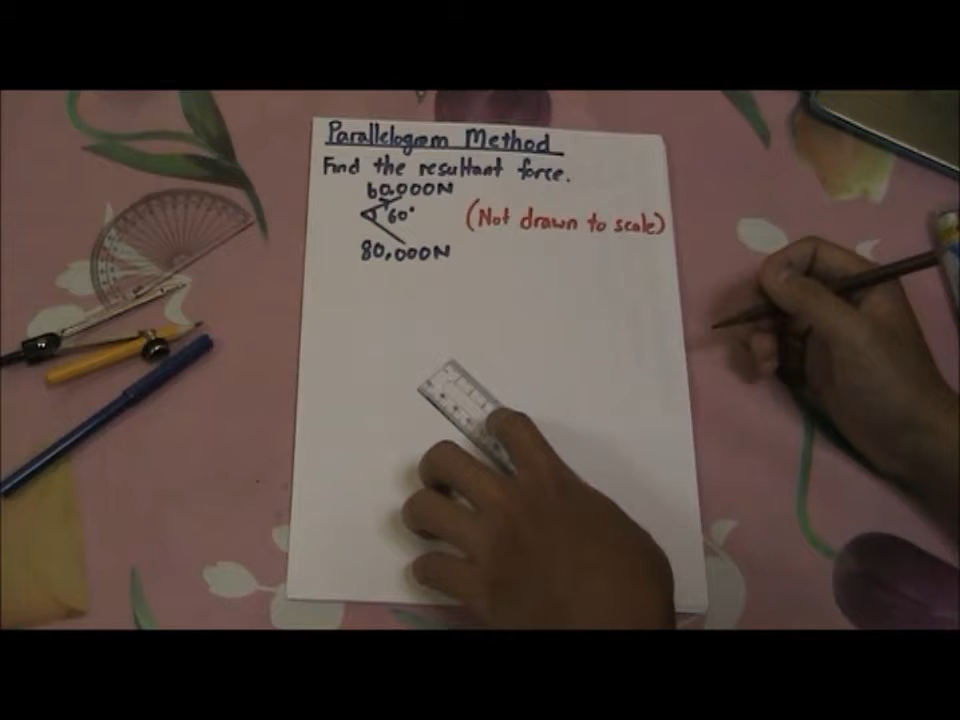 Parallelogram Method
Find the resultant force.
60,000N
60°
(Not drawn to scale)
80,000N